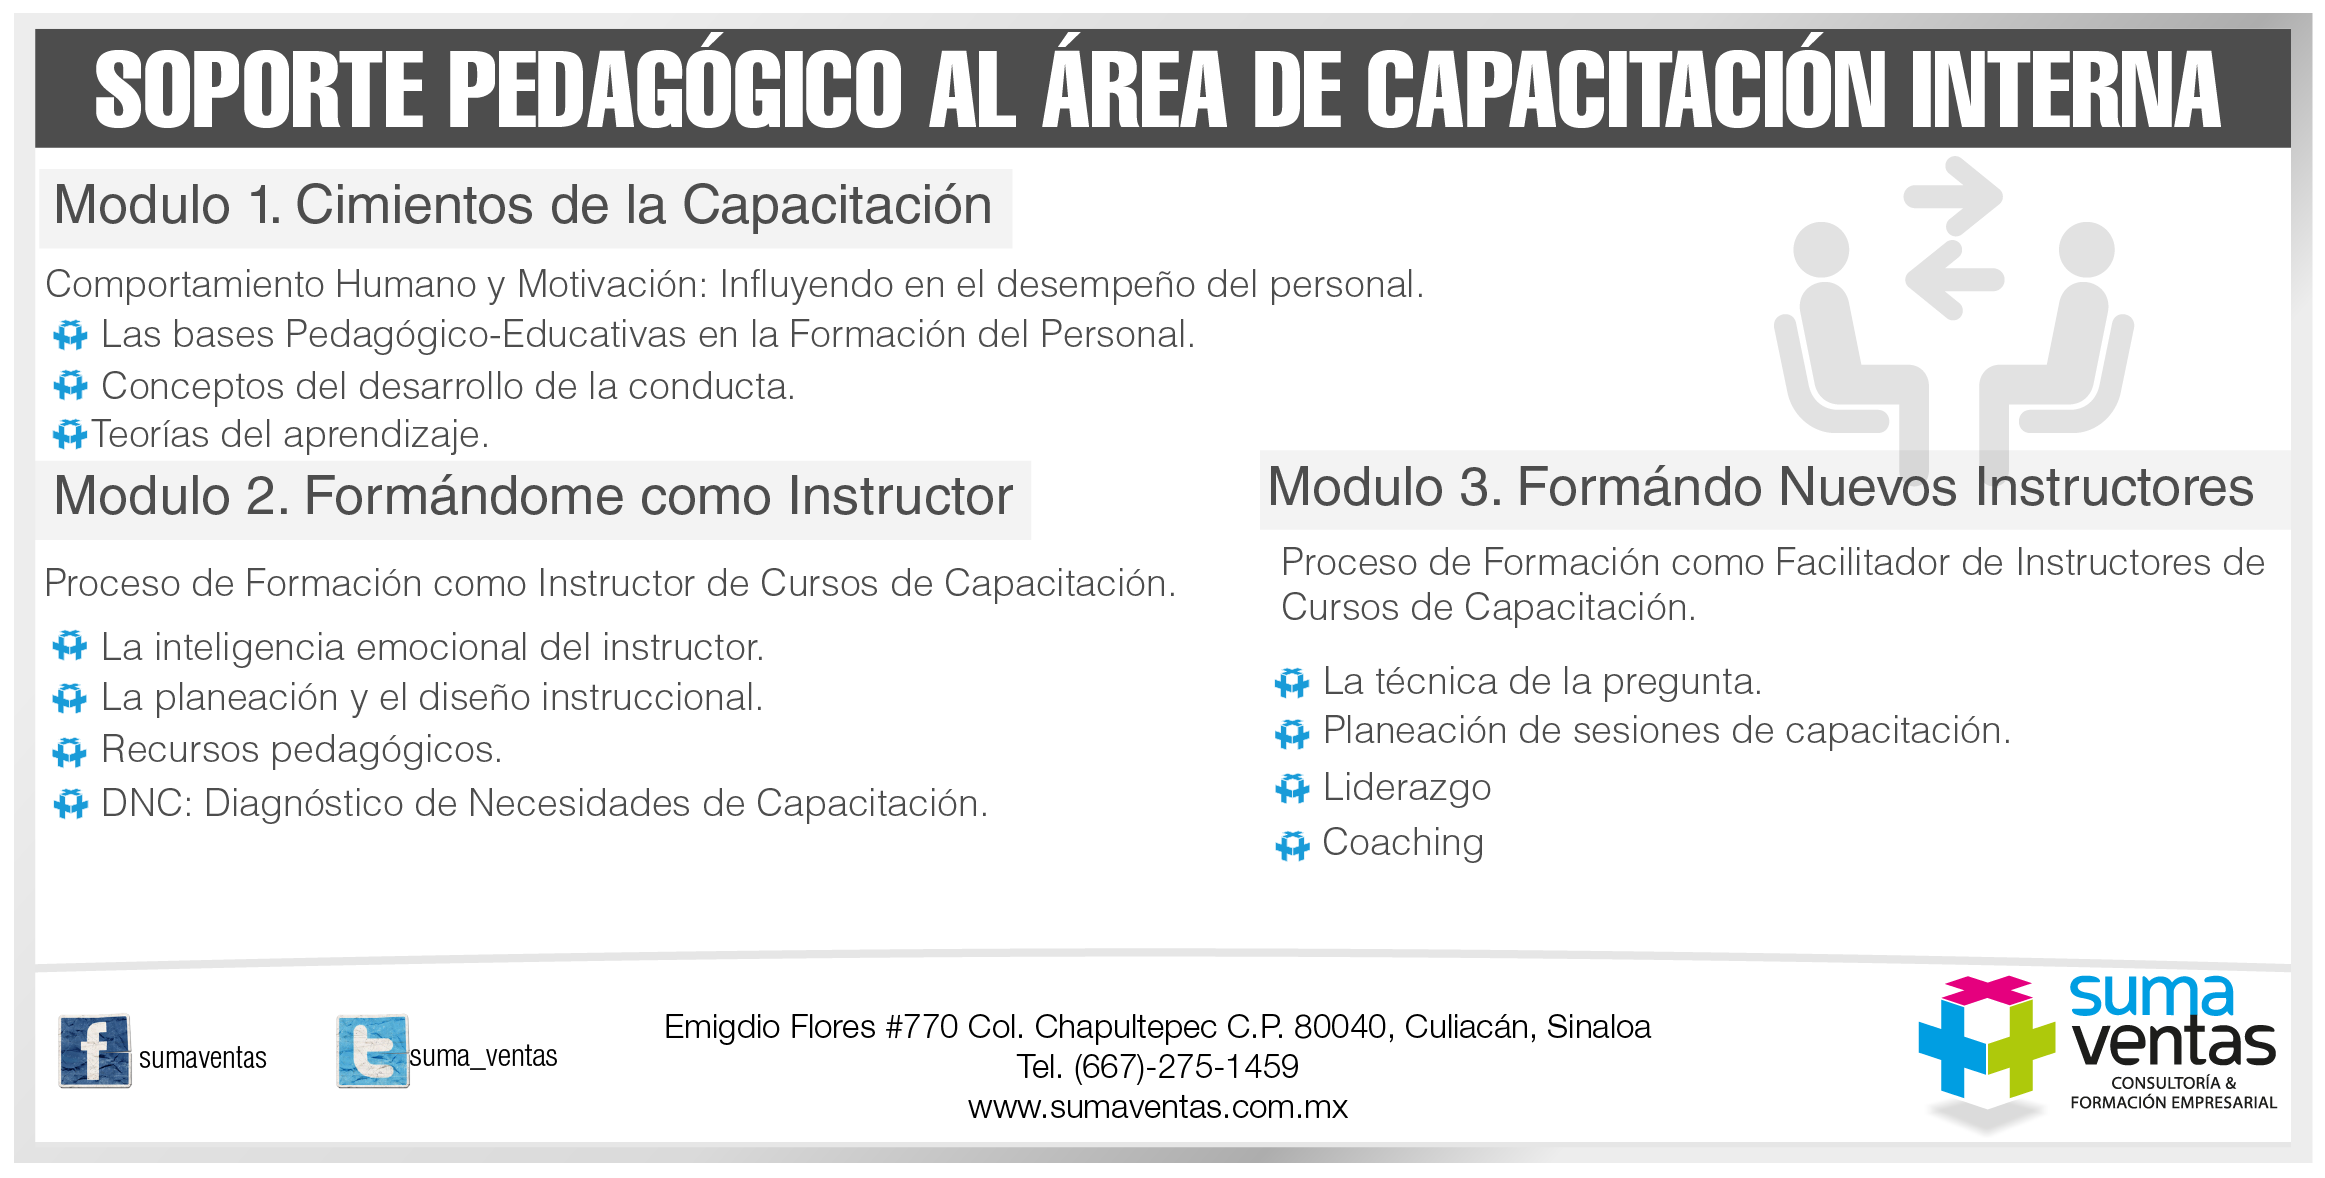 SOPORTE PEDAGÓGICO AL ÁREA DE CAPACITACIÓN INTERNA
Modulo 1. Cimientos de la Capacitación
Comportamiento Humano y Motivación: Influyendo en el desempeño del personal.
Las bases Pedagógico-Educativas en la Formación del Personal.
Conceptos del desarrollo de la conducta.
Teorías del aprendizaje.
Modulo 2. Formándome como Instructor
Proceso de Formación como Instructor de Cursos de Capacitación.
La inteligencia emocional del instructor.
La planeación y el diseño instruccional.
Recursos pedagógicos.
DNC: Diagnóstico de Necesidades de Capacitación.
Modulo 3. Formándo Nuevos Instructores
Proceso de Formación como Facilitador de Instructores de
Cursos de Capacitación.
La técnica de la pregunta.
Planeación de sesiones de capacitación.
Liderazgo
Coaching
f sumaventas
t suma_ventas
Emigdio Flores #770 Col. Chapultepec C.P. 80040, Culiacán, Sinaloa
Tel. (667)-275-1459
www.sumaventas.com.mx
suma
ventas
CONSULTORÍA &
FORMACIÓN EMPRESARIAL